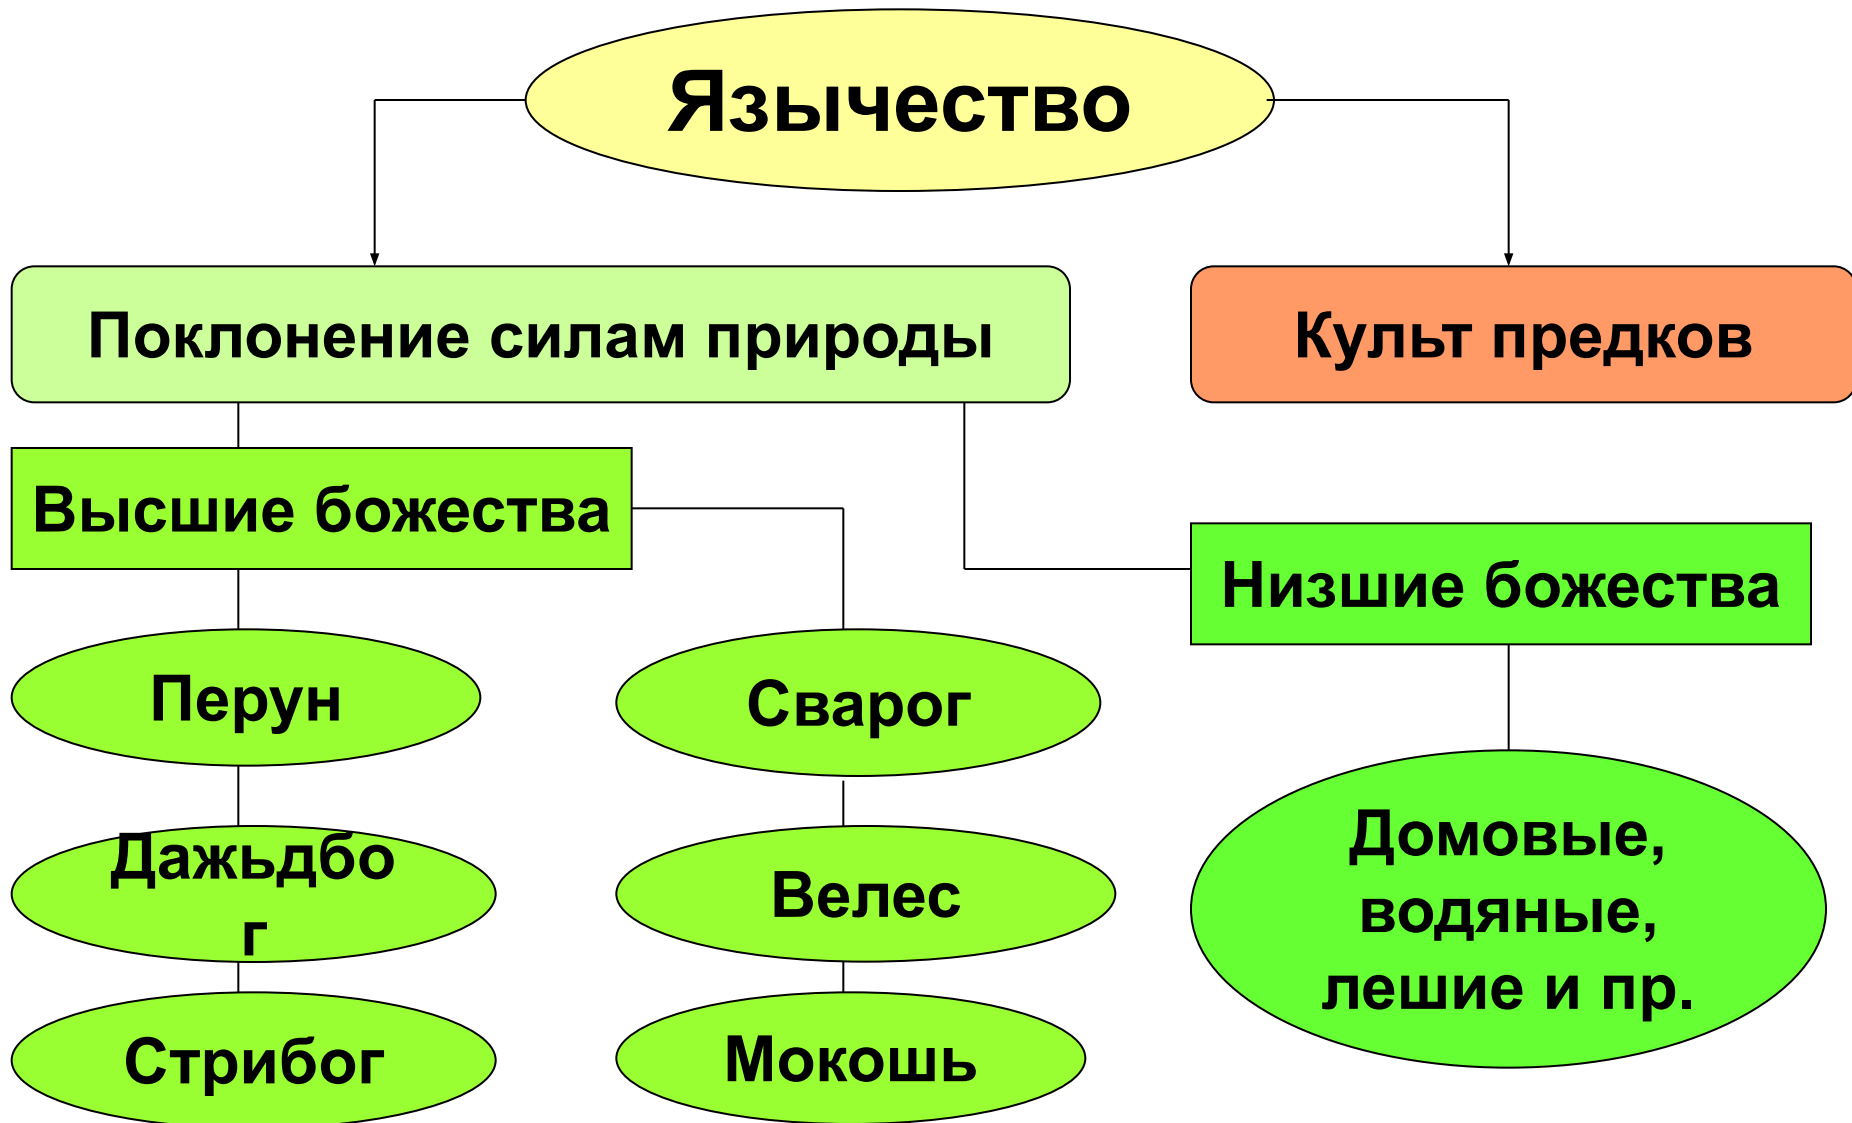 Язычество
Поклонение силам природы
Культ предков
Высшие божества
Низшие божества
Перун
Сварог
Дажьдбо
г
Велес
Домовые,
водяные,
лешие и пр.
Стрибог
Мокошь